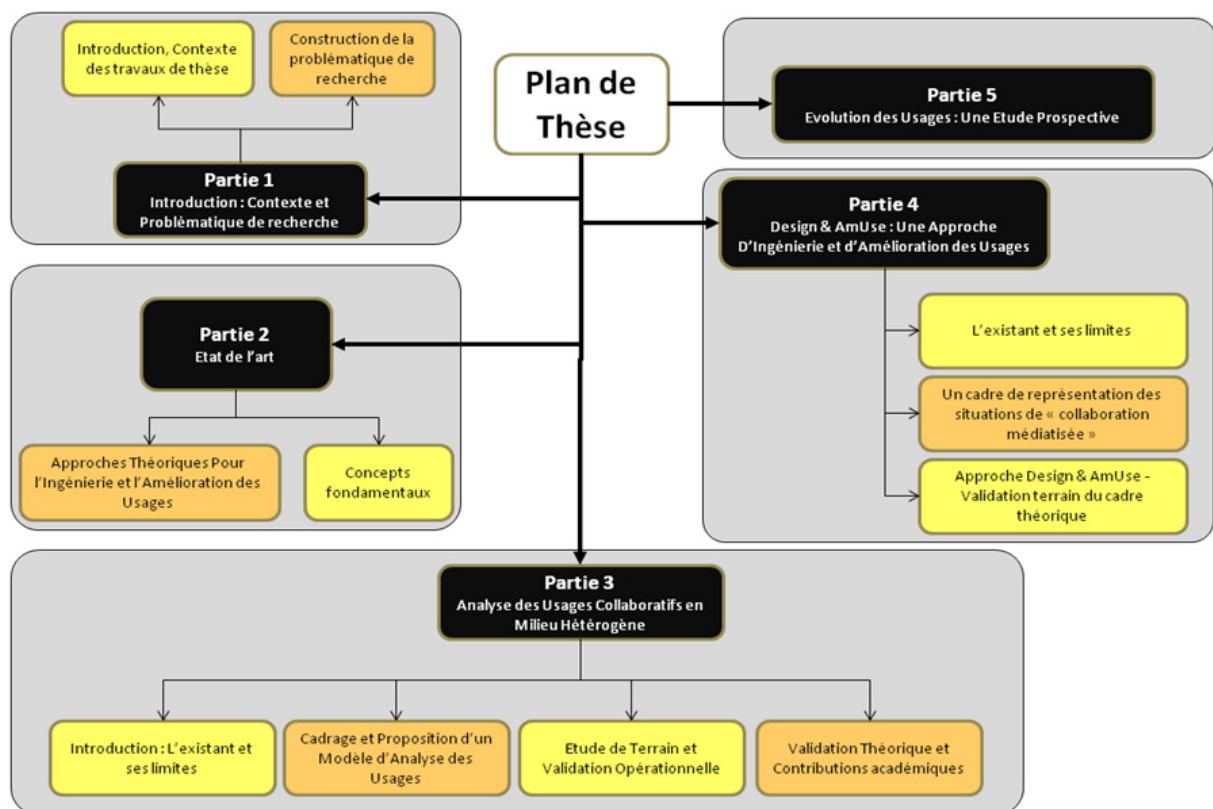 Plan de
Thèse
Introduction, Contexte
des travaux de thèse
Construction de la
problématique de
recherche
Partie 1
Introduction : Contexte et
Problématique de recherche
Partie 2
Etat de l'art
Approches Théoriques Pour
l'Ingénierie et l'Amélioration des
Usages
Concepts
fondamentaux
Partie 3
Analyse des Usages Collaboratifs en
Milieu Hétérogène
Introduction : L'existant et
ses limites
Cadrage et Proposition d'un
Modèle d'Analyse des
Usages
Etude de Terrain et
Validation Opérationnelle
Validation Théorique et
Contributions académiques
Partie 4
Design & AmUse : Une Approche
D'Ingénierie et d'Amélioration des Usages
L'existant et ses limites
Un cadre de représentation des
situations de « collaboration
médiatisée »
Approche Design & AmUse -
Validation terrain du cadre
théorique
Partie 5
Evolution des Usages : Une Etude Prospective